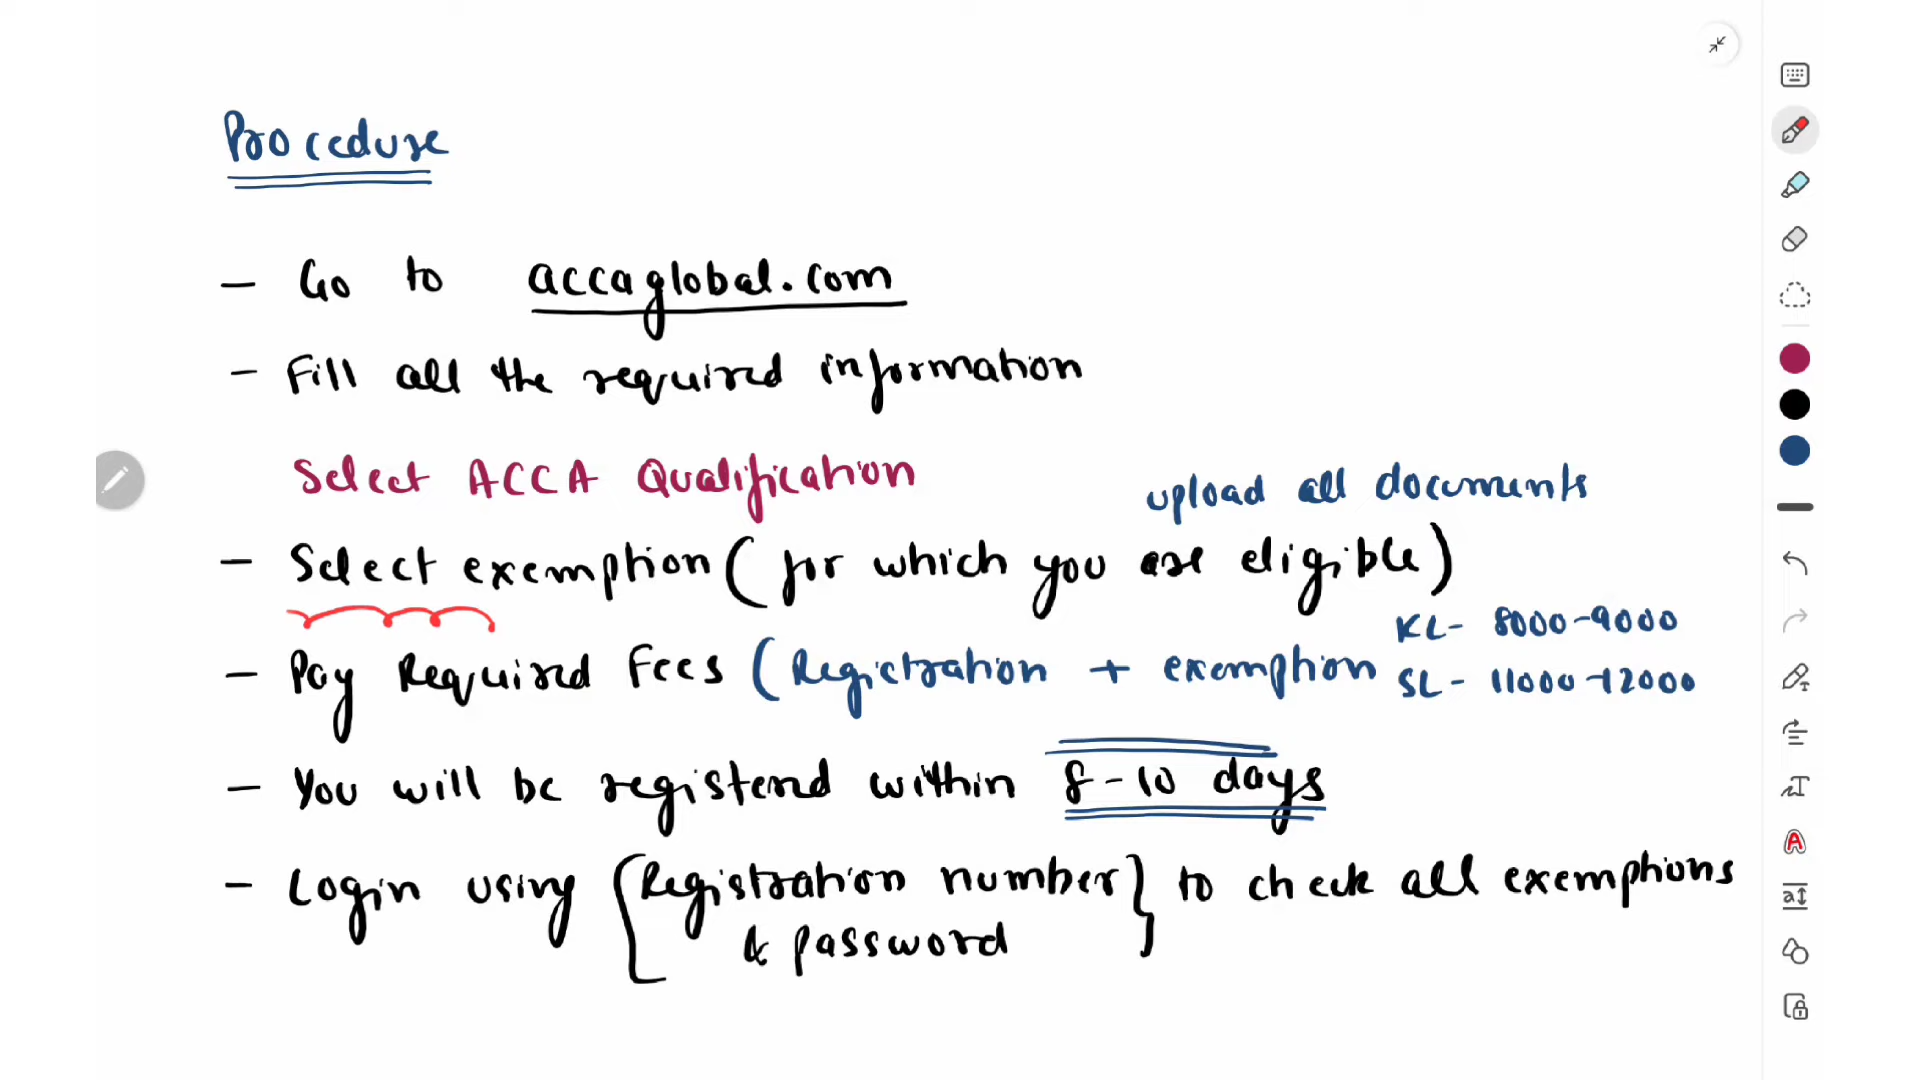 Procedure
- Go to accaglobal.com
- Fill all the required information
Select ACCA Qualification
upload all documents
- Select exemption (for which you are eligible)
KL- 8000-9000
- Pay Required Fees (Registration + exemption
SL- 11000-12000
- You will be registered within 8-10 days
- Login using [Registration number} to check all exemptions
& password